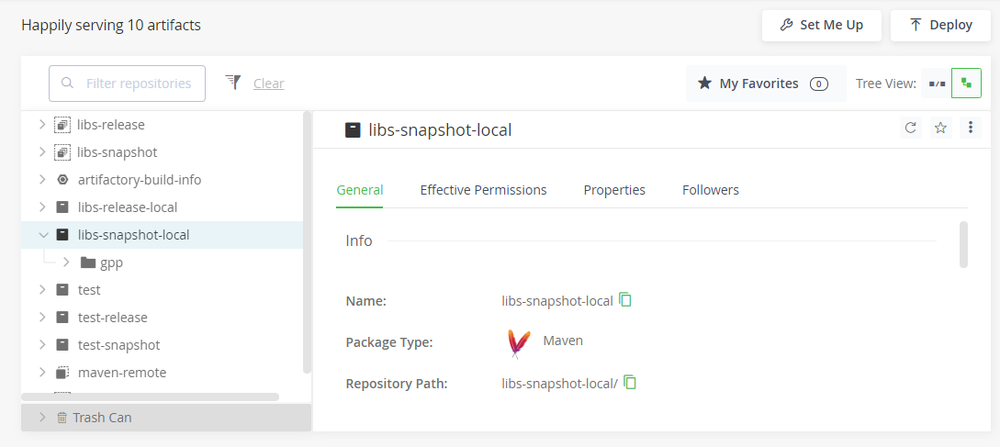 Happily serving 10 artifacts
Set Me Up
Deploy
Filter repositories
Clear
My Favorites 0
Tree View:
libs-release
libs-snapshot
artifactory-build-info
libs-release-local
libs-snapshot-local
gpp
test
test-release
test-snapshot
maven-remote
Trash Can
libs-snapshot-local
General Effective Permissions Properties Followers
Info
Name: libs-snapshot-local
Package Type: Maven
Repository Path: libs-snapshot-local/